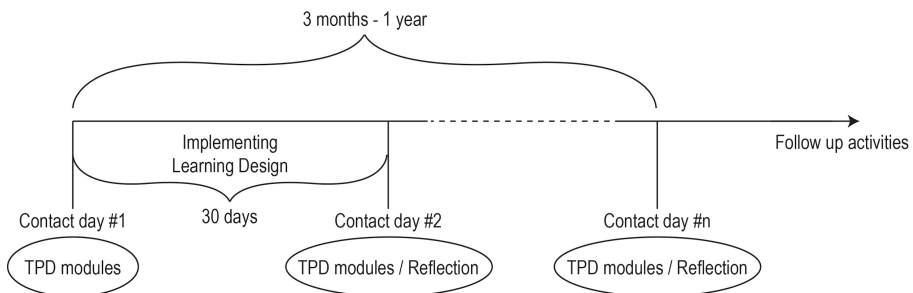 3 months - 1 year
Implementing
Learning Design
Follow up activities
30 days
Contact day #1
Contact day #2
Contact day #n
TPD modules
TPD modules / Reflection
TPD modules / Reflection